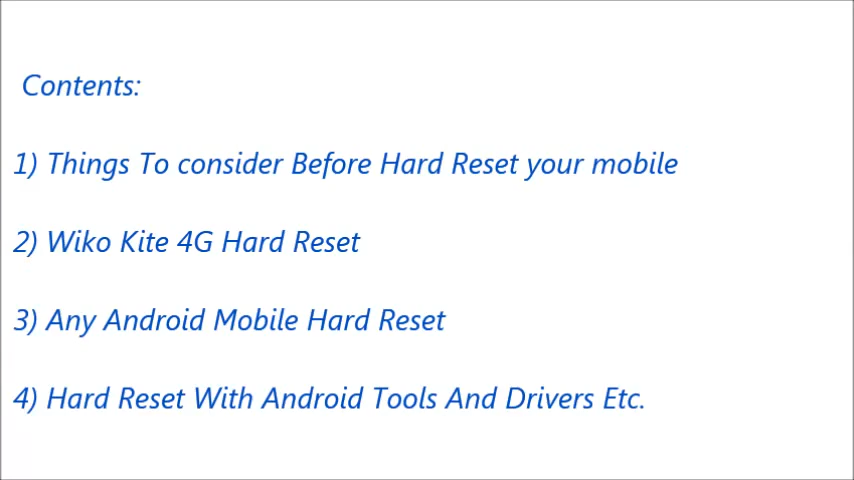 Contents:
1) Things To consider Before Hard Reset your mobile
2) Wiko Kite 4G Hard Reset
3) Any Android Mobile Hard Reset
4) Hard Reset With Android Tools And Drivers Etc.